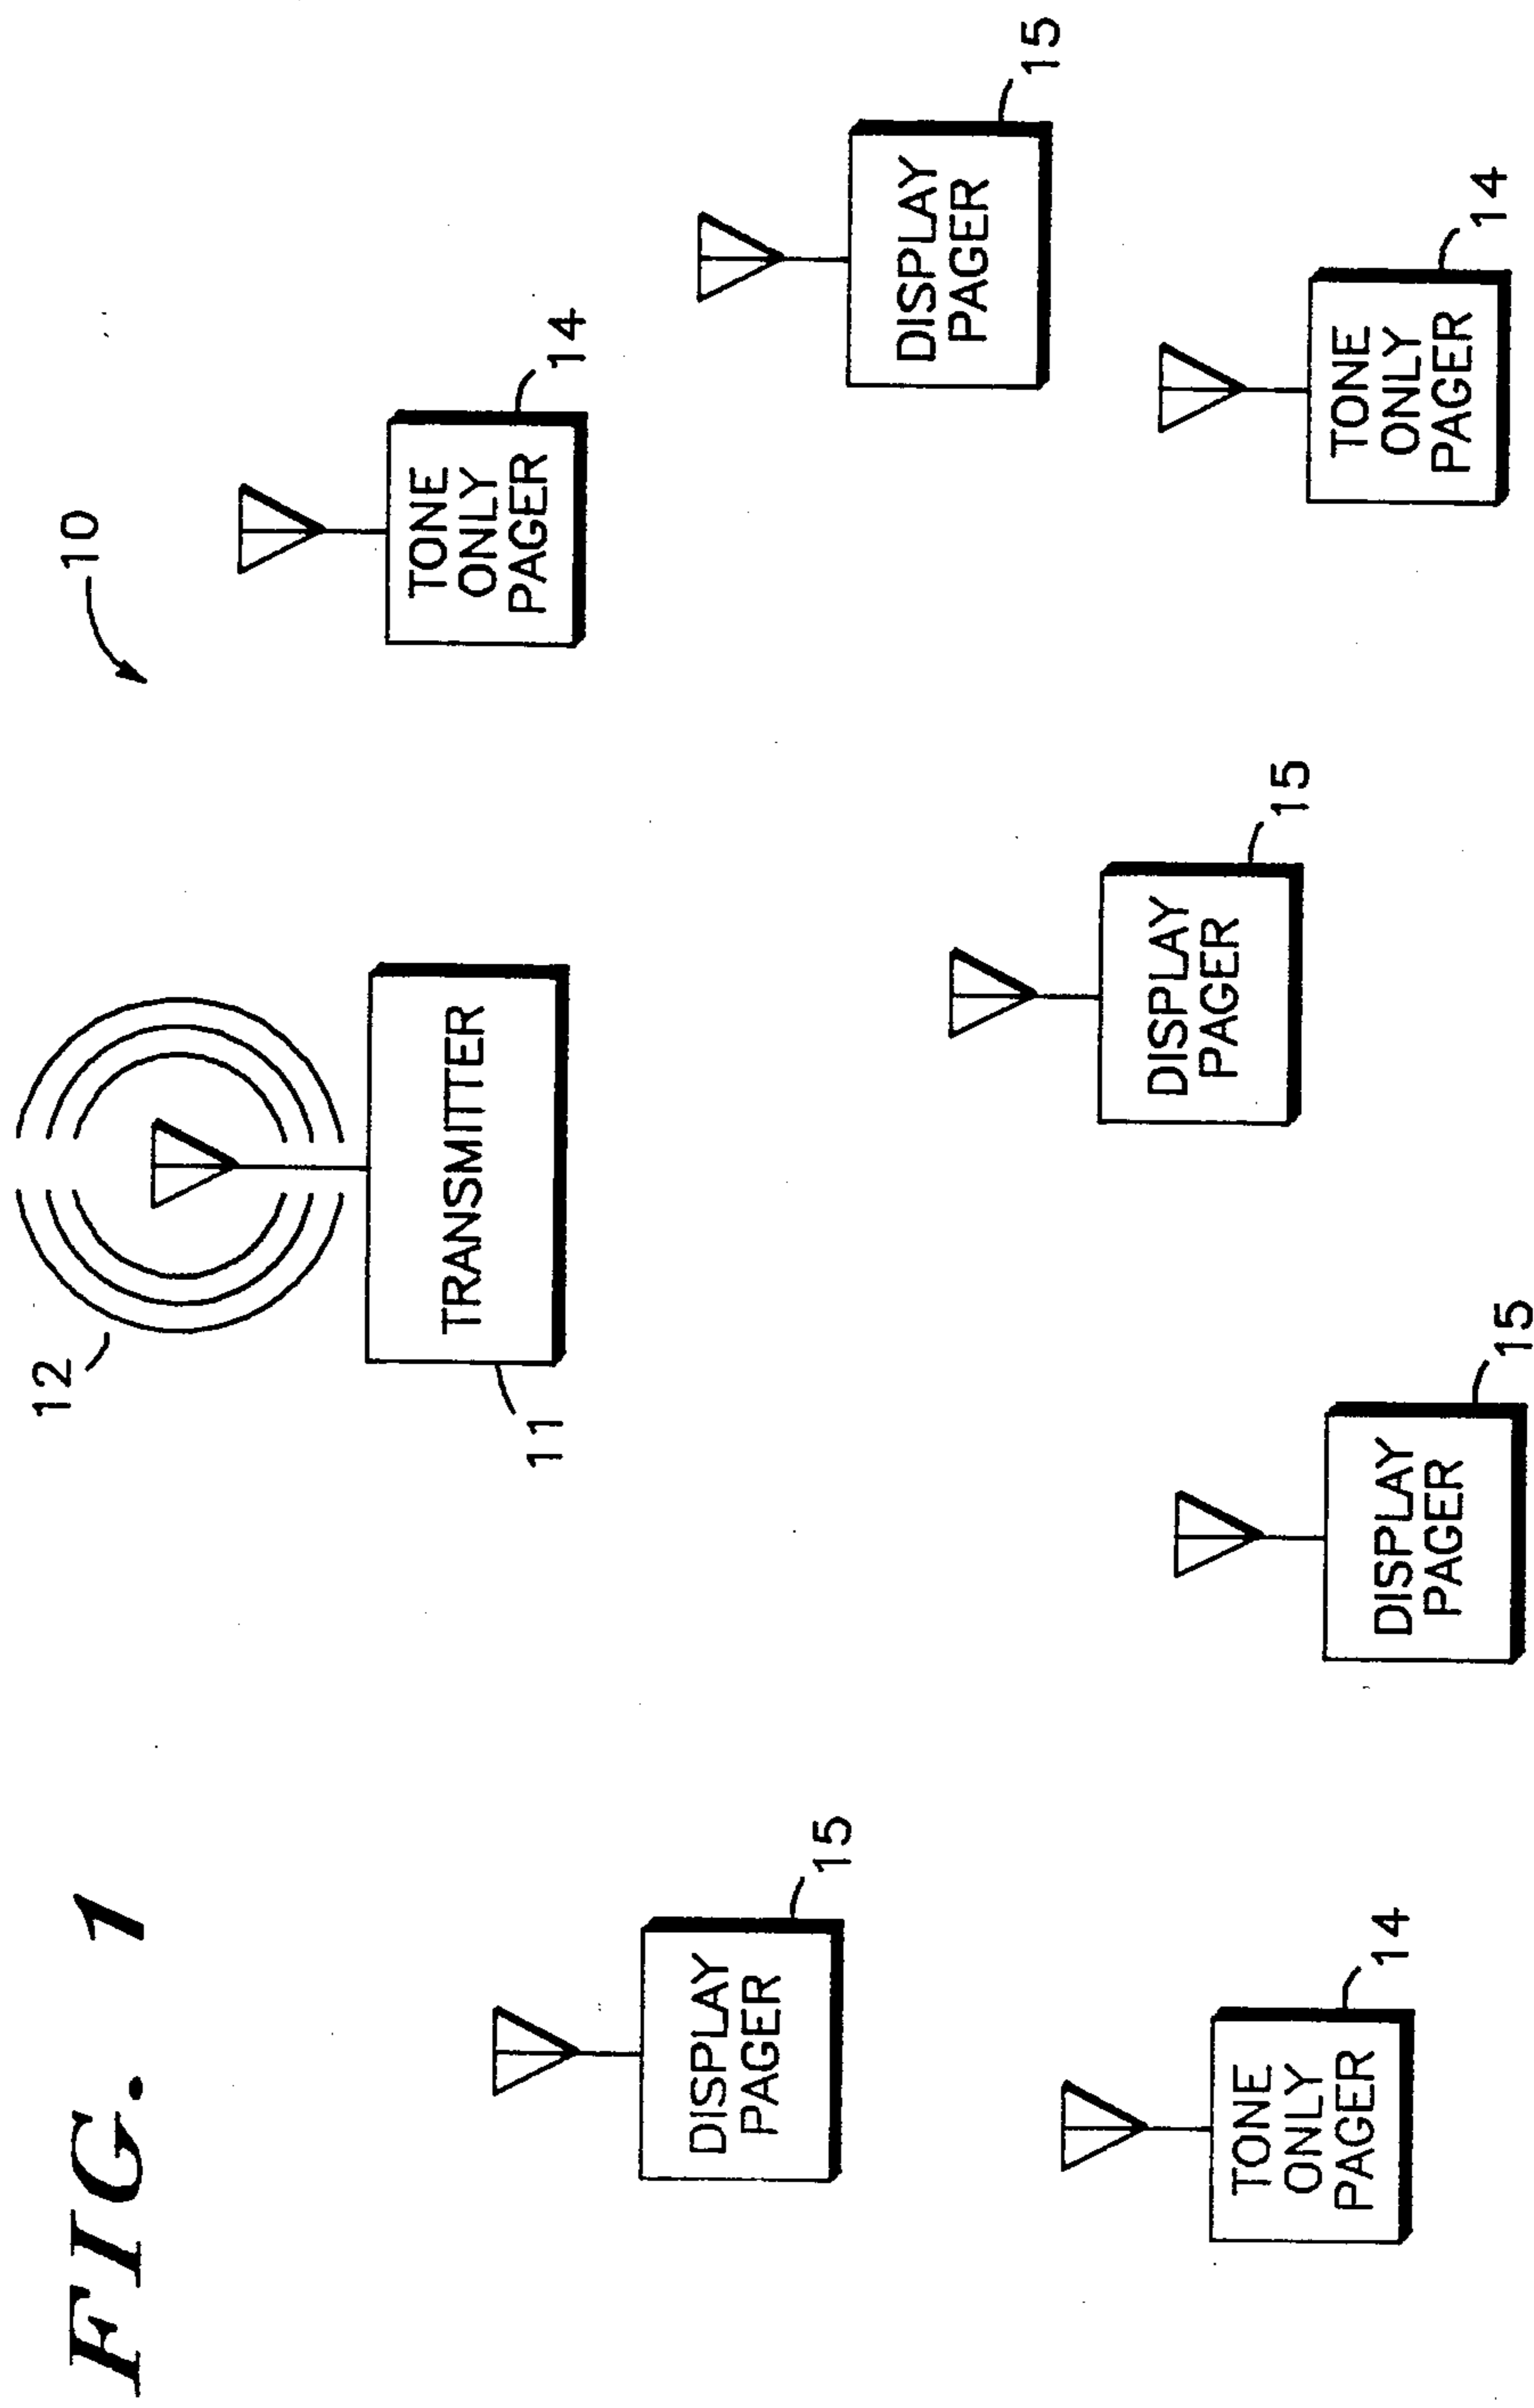 FIG. 1
12
10
TRANSMITTER
11
TONE
ONLY
PAGER
14
DISPLAY
PAGER
15
DISPLAY
PAGER
15
DISPLAY
PAGER
15
TONE
ONLY
PAGER
14
DISPLAY
PAGER
15
TONE
ONLY
PAGER
14